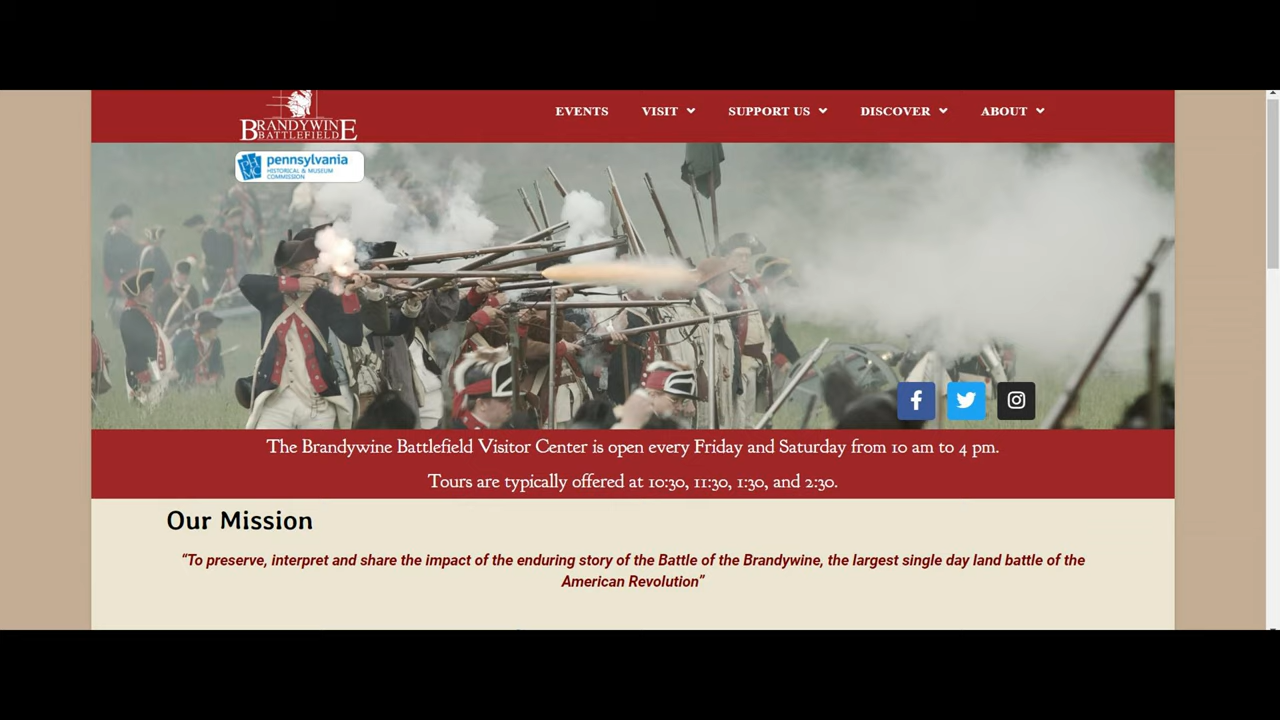 BRANDYWINE
BATTLEFIELD
EVENTS VISIT SUPPORT US DISCOVER ABOUT
pennsylvania
HISTORICAL & MUSEUM
COMMISSION
The Brandywine Battlefield Visitor Center is open every Friday and Saturday from 10 am to 4 pm.
Tours are typically offered at 10:30, 11:30, 1:30, and 2:30.
Our Mission
“To preserve, interpret and share the impact of the enduring story of the Battle of the Brandywine, the largest single day land battle of the
American Revolution”